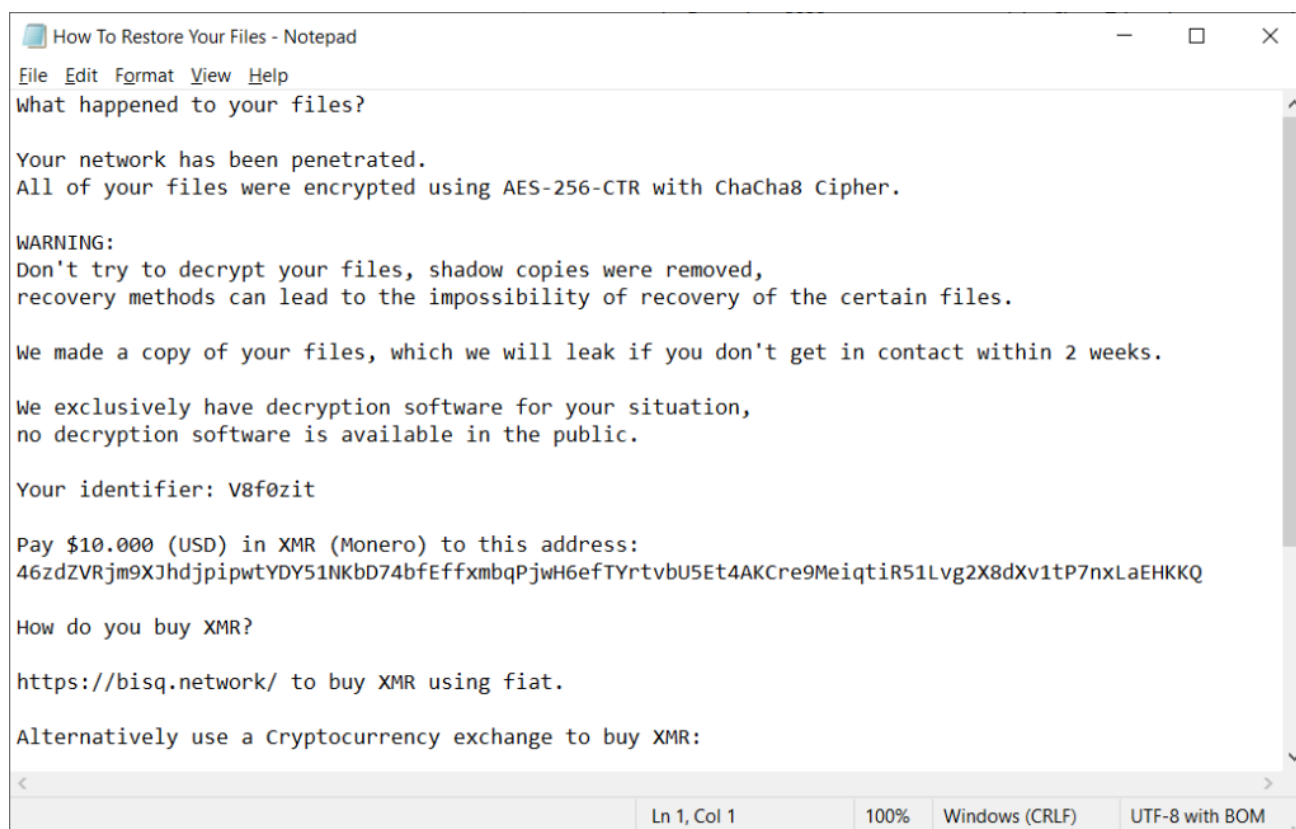 How To Restore Your Files - Notepad
File Edit Format View Help
What happened to your files?
Your network has been penetrated.
All of your files were encrypted using AES-256-CTR with ChaCha8 Cipher.
WARNING:
Don't try to decrypt your files, shadow copies were removed,
recovery methods can lead to the impossibility of recovery of the certain files.
We made a copy of your files, which we will leak if you don't get in contact within 2 weeks.
We exclusively have decryption software for your situation,
no decryption software is available in the public.
Your identifier: V8f0zit
Pay $10.000 (USD) in XMR (Monero) to this address:
46zdZVRjm9XJhdjpipwtYDY51NKbD74bfEffxmbqPjwH6efTYrtvbU5Et4AKCre9MeiqtiR51Lvg2X8dXv1tP7nxLaEHKKQ
How do you buy XMR?
https://bisq.network/ to buy XMR using fiat.
Alternatively use a Cryptocurrency exchange to buy XMR:
Ln 1, Col 1 100% Windows (CRLF) UTF-8 with BOM